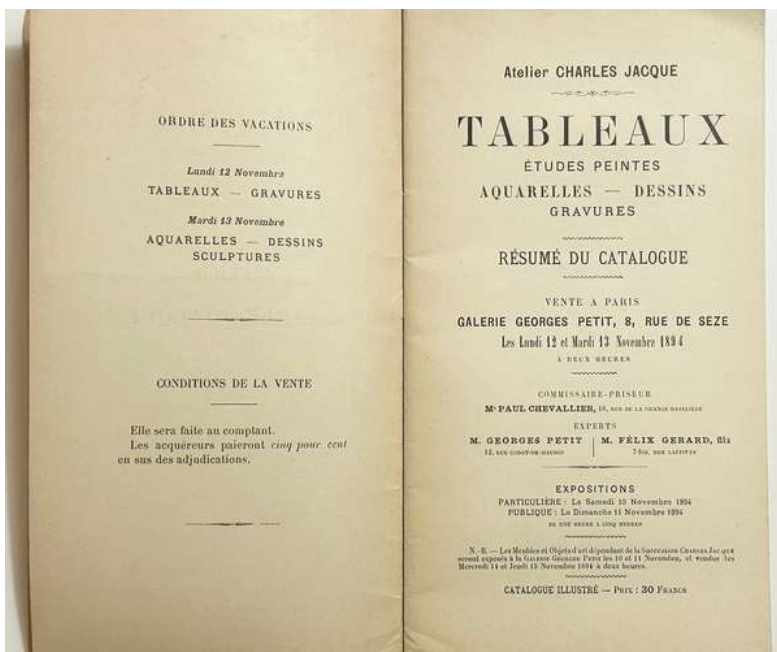 ORDRE DES VACATIONS
Lundi 12 Novembre
TABLEAUX — GRAVURES
Mardi 13 Novembre
AQUARELLES — DESSINS
SCULPTURES
CONDITIONS DE LA VENTE
Elle sera faite au comptant.
Les acquéreurs paieront cinq pour cent
en sus des adjudications.
Atelier CHARLES JACQUE
TABLEAUX
ÉTUDES PEINTES
AQUARELLES — DESSINS
GRAVURES
RÉSUMÉ DU CATALOGUE
VENTE A PARIS
GALERIE GEORGES PETIT, 8, RUE DE SEZE
Les Lundi 12 et Mardi 13 Novembre 1894
A DEUX HEURES
COMMISSAIRE-PRISEUR
Me PAUL CHEVALLIER, 10, RUE DE LA GRANGE-BATELIÈRE
EXPERTS
M. GEORGES PETIT
12, RUE GODOT-DE-MAUROI
M. FÉLIX GERARD, fils
7 bis, RUE LAFFITTE
EXPOSITIONS
PARTICULIÈRE : Le Samedi 10 Novembre 1894
PUBLIQUE : Le Dimanche 11 Novembre 1894
DE UNE HEURE A CINQ HEURES
N.-B. — Les Meubles et Objets d'art dépendant de la Succession CHARLES JACQUE
seront exposés à la GALERIE GEORGES PETIT les 10 et 11 Novembre, et vendus les
Mercredi 14 et Jeudi 15 Novembre 1894 à deux heures.
CATALOGUE ILLUSTRÉ — PRIX : 30 FRANCS